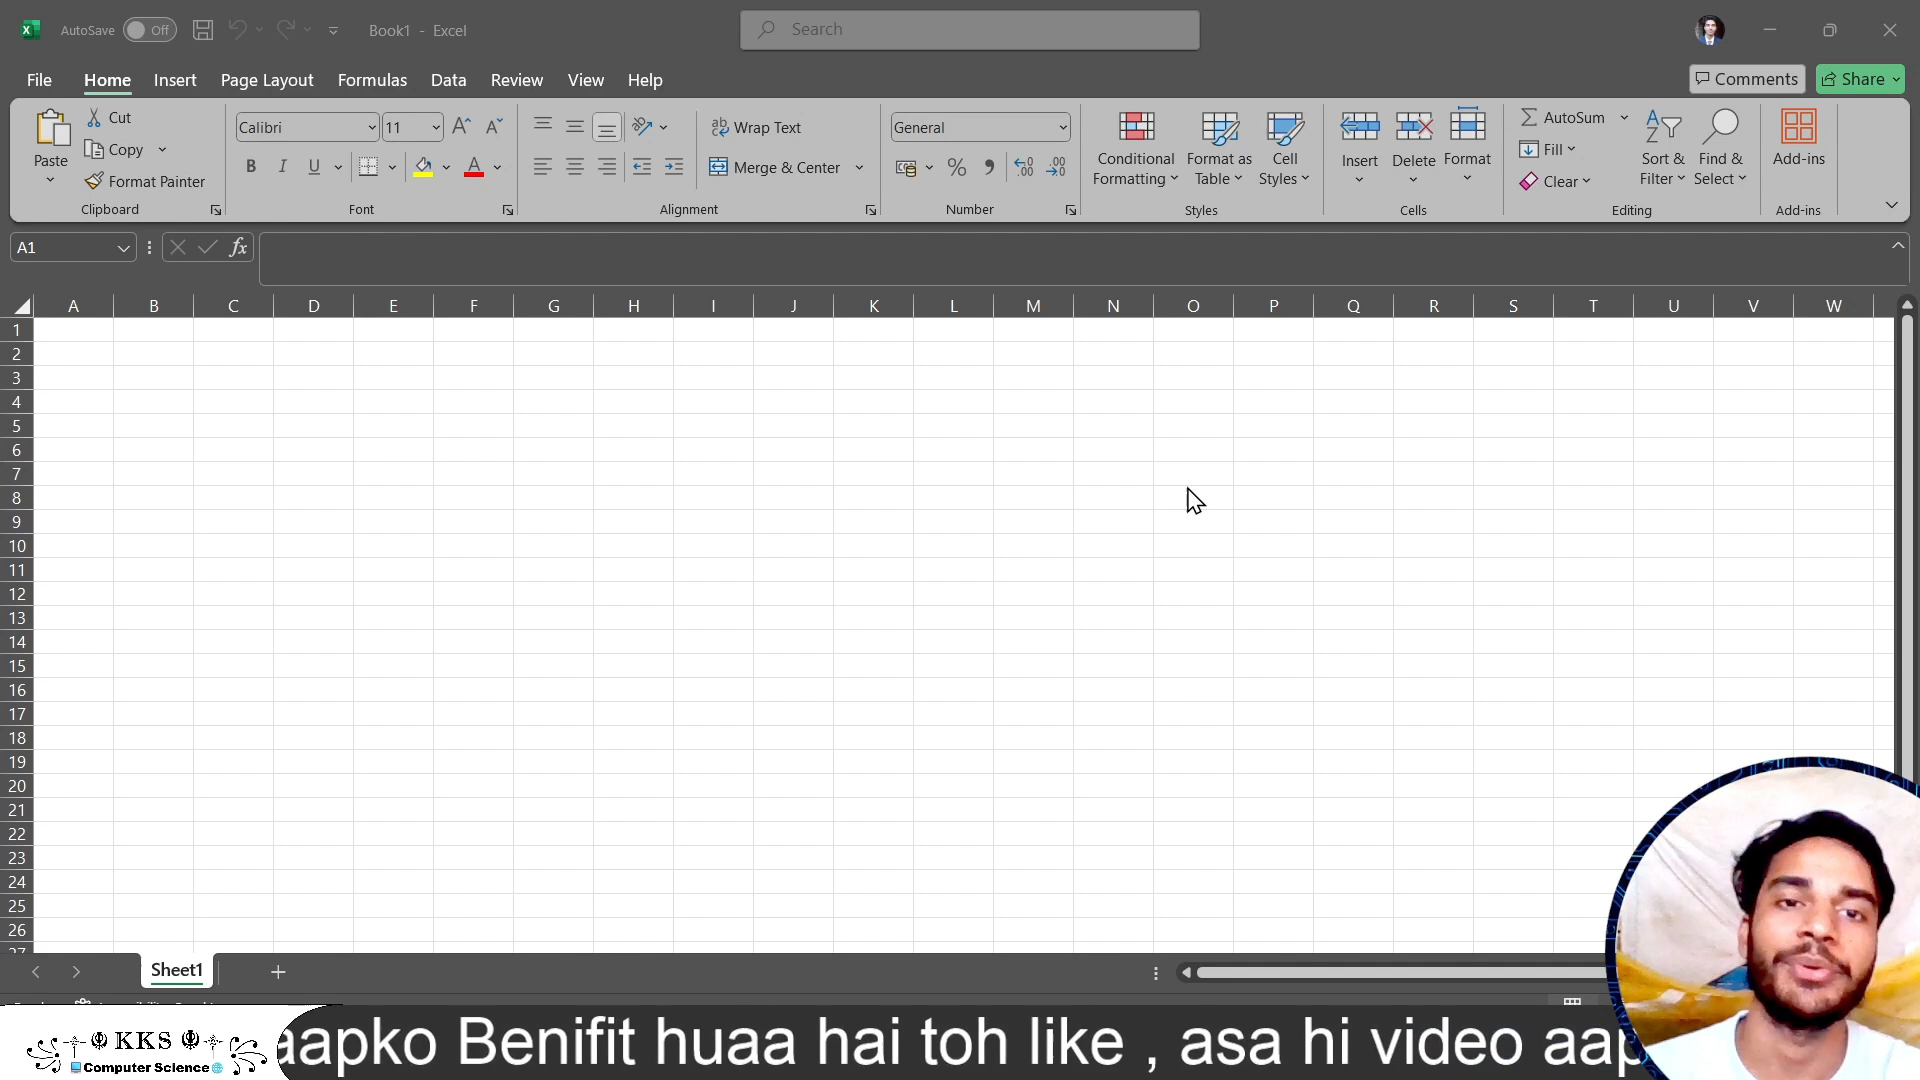 AutoSave Off Book1 - Excel Search
File Home Insert Page Layout Formulas Data Review View Help Comments Share
Paste Cut Copy Format Painter Clipboard
Calibri 11 B I U A Font
ab Wrap Text Merge & Center Alignment
General % Number
Conditional Formatting Format as Table Cell Styles Styles
Insert Delete Format Cells
AutoSum Fill Clear Sort & Filter Find & Select Editing
Add-ins Add-ins
A1 fx
A B C D E F G H I J K L M N O P Q R S T U V W
1
2
3
4
5
6
7
8
9
10
11
12
13
14
15
16
17
18
19
20
21
22
23
24
25
26
Sheet1 +
KKS
Computer Science
aapko Benifit huaa hai toh like , asa hi video aap